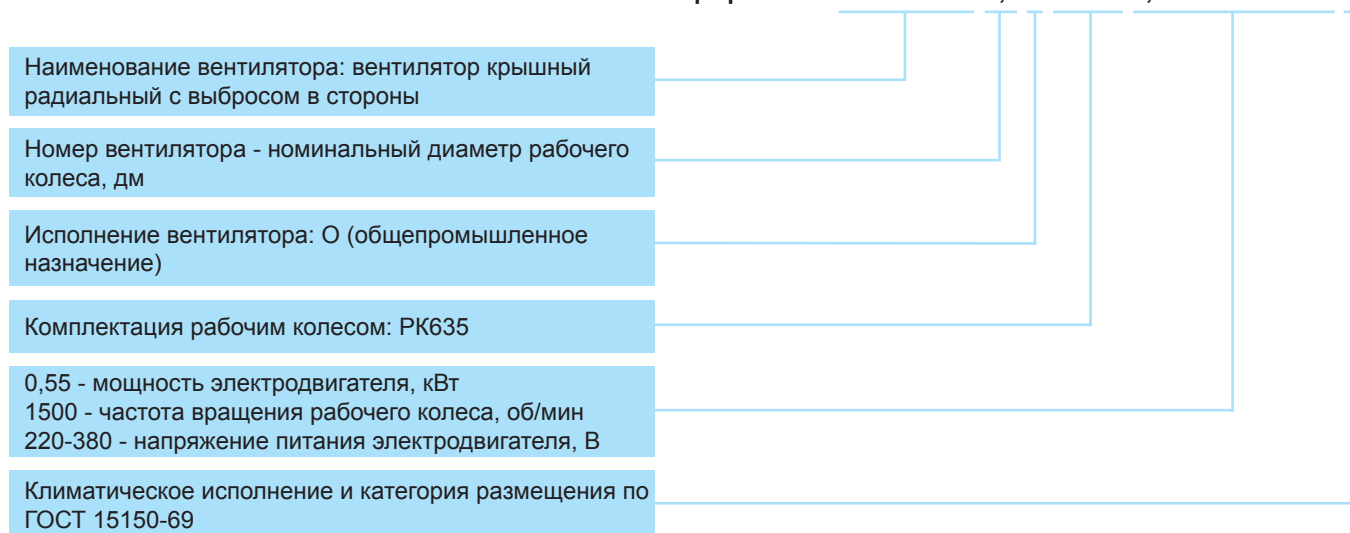 Наименование вентилятора: вентилятор крышный
радиальный с выбросом в стороны
Номер вентилятора - номинальный диаметр рабочего
колеса, дм
Исполнение вентилятора: О (общепромышленное
назначение)
Комплектация рабочим колесом: РК635
0,55 - мощность электродвигателя, кВт
1500 - частота вращения рабочего колеса, об/мин
220-380 - напряжение питания электродвигателя, В
Климатическое исполнение и категория размещения по
ГОСТ 15150-69